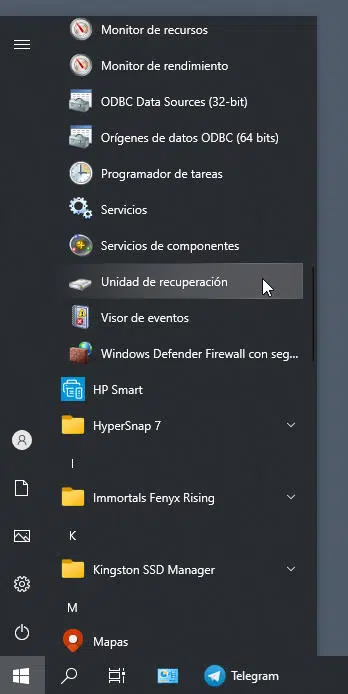 Monitor de recursos
Monitor de rendimiento
ODBC Data Sources (32-bit)
Orígenes de datos ODBC (64 bits)
Programador de tareas
Servicios
Servicios de componentes
Unidad de recuperación
Visor de eventos
Windows Defender Firewall con seg...
HP Smart
HyperSnap 7
I
Immortals Fenyx Rising
K
Kingston SSD Manager
M
Mapas
Telegram